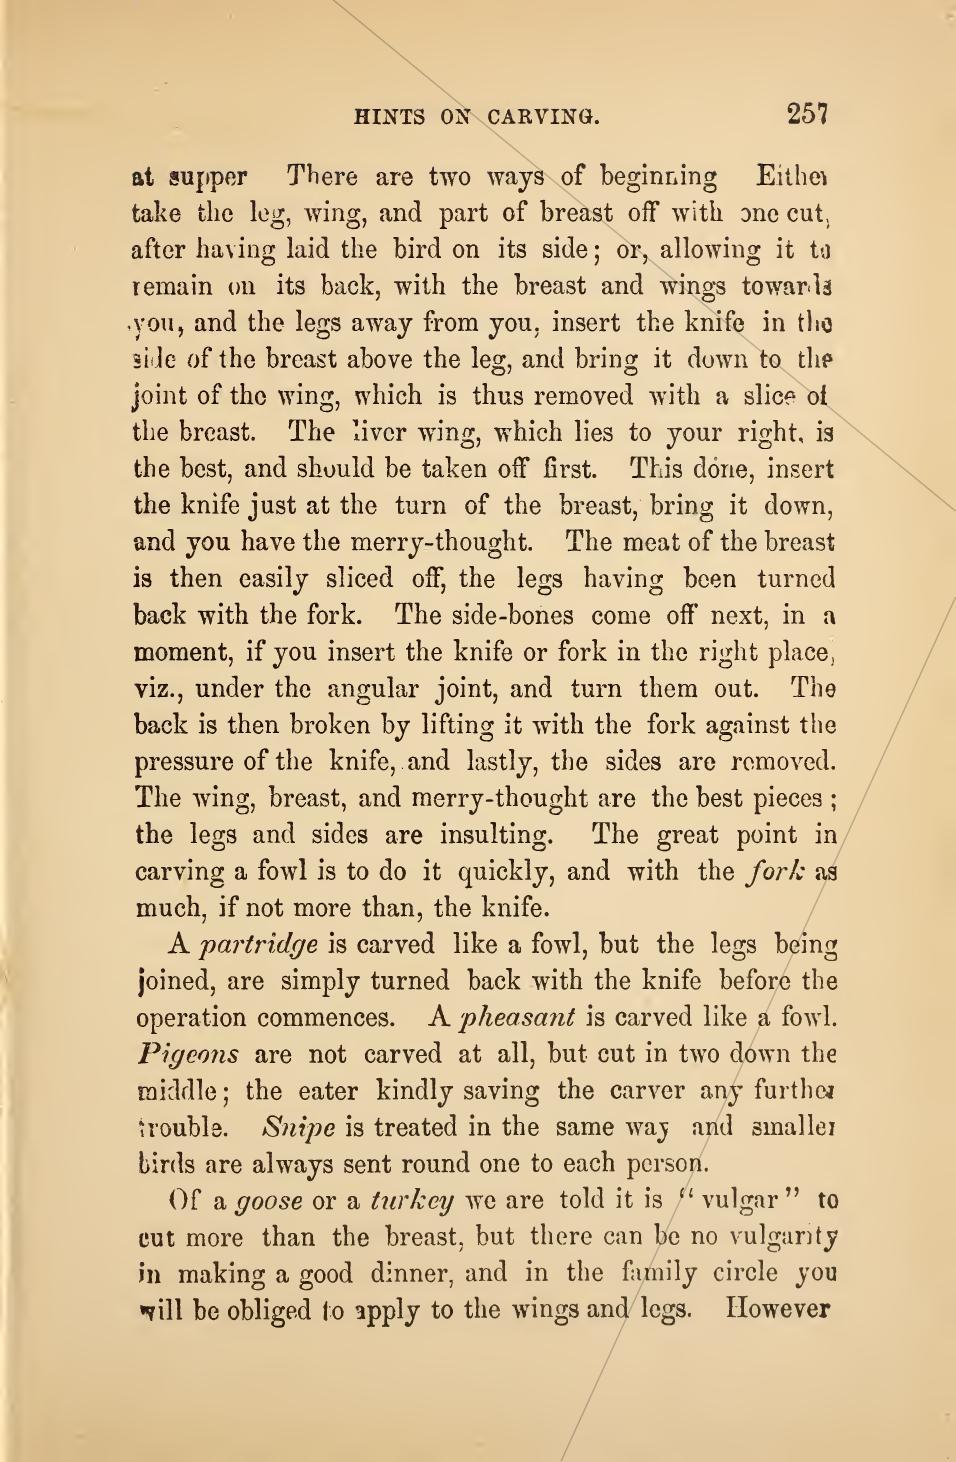 HINTS ON CARVING. 257
at supper There are two ways of beginning Either
take the leg, wing, and part of breast off with one cut,
after having laid the bird on its side; or, allowing it to
remain on its back, with the breast and wings towards
you, and the legs away from you, insert the knife in the
side of the breast above the leg, and bring it down to the
joint of the wing, which is thus removed with a slice of
the breast. The liver wing, which lies to your right, is
the best, and should be taken off first. This done, insert
the knife just at the turn of the breast, bring it down,
and you have the merry-thought. The meat of the breast
is then easily sliced off, the legs having been turned
back with the fork. The side-bones come off next, in a
moment, if you insert the knife or fork in the right place,
viz., under the angular joint, and turn them out. The
back is then broken by lifting it with the fork against the
pressure of the knife, and lastly, the sides are removed.
The wing, breast, and merry-thought are the best pieces ;
the legs and sides are insulting. The great point in
carving a fowl is to do it quickly, and with the fork as
much, if not more than, the knife.
A partridge is carved like a fowl, but the legs being
joined, are simply turned back with the knife before the
operation commences. A pheasant is carved like a fowl.
Pigeons are not carved at all, but cut in two down the
middle; the eater kindly saving the carver any further
trouble. Snipe is treated in the same way and smaller
birds are always sent round one to each person.
Of a goose or a turkey we are told it is "vulgar" to
cut more than the breast, but there can be no vulgarity
in making a good dinner, and in the family circle you
will be obliged to apply to the wings and legs. However